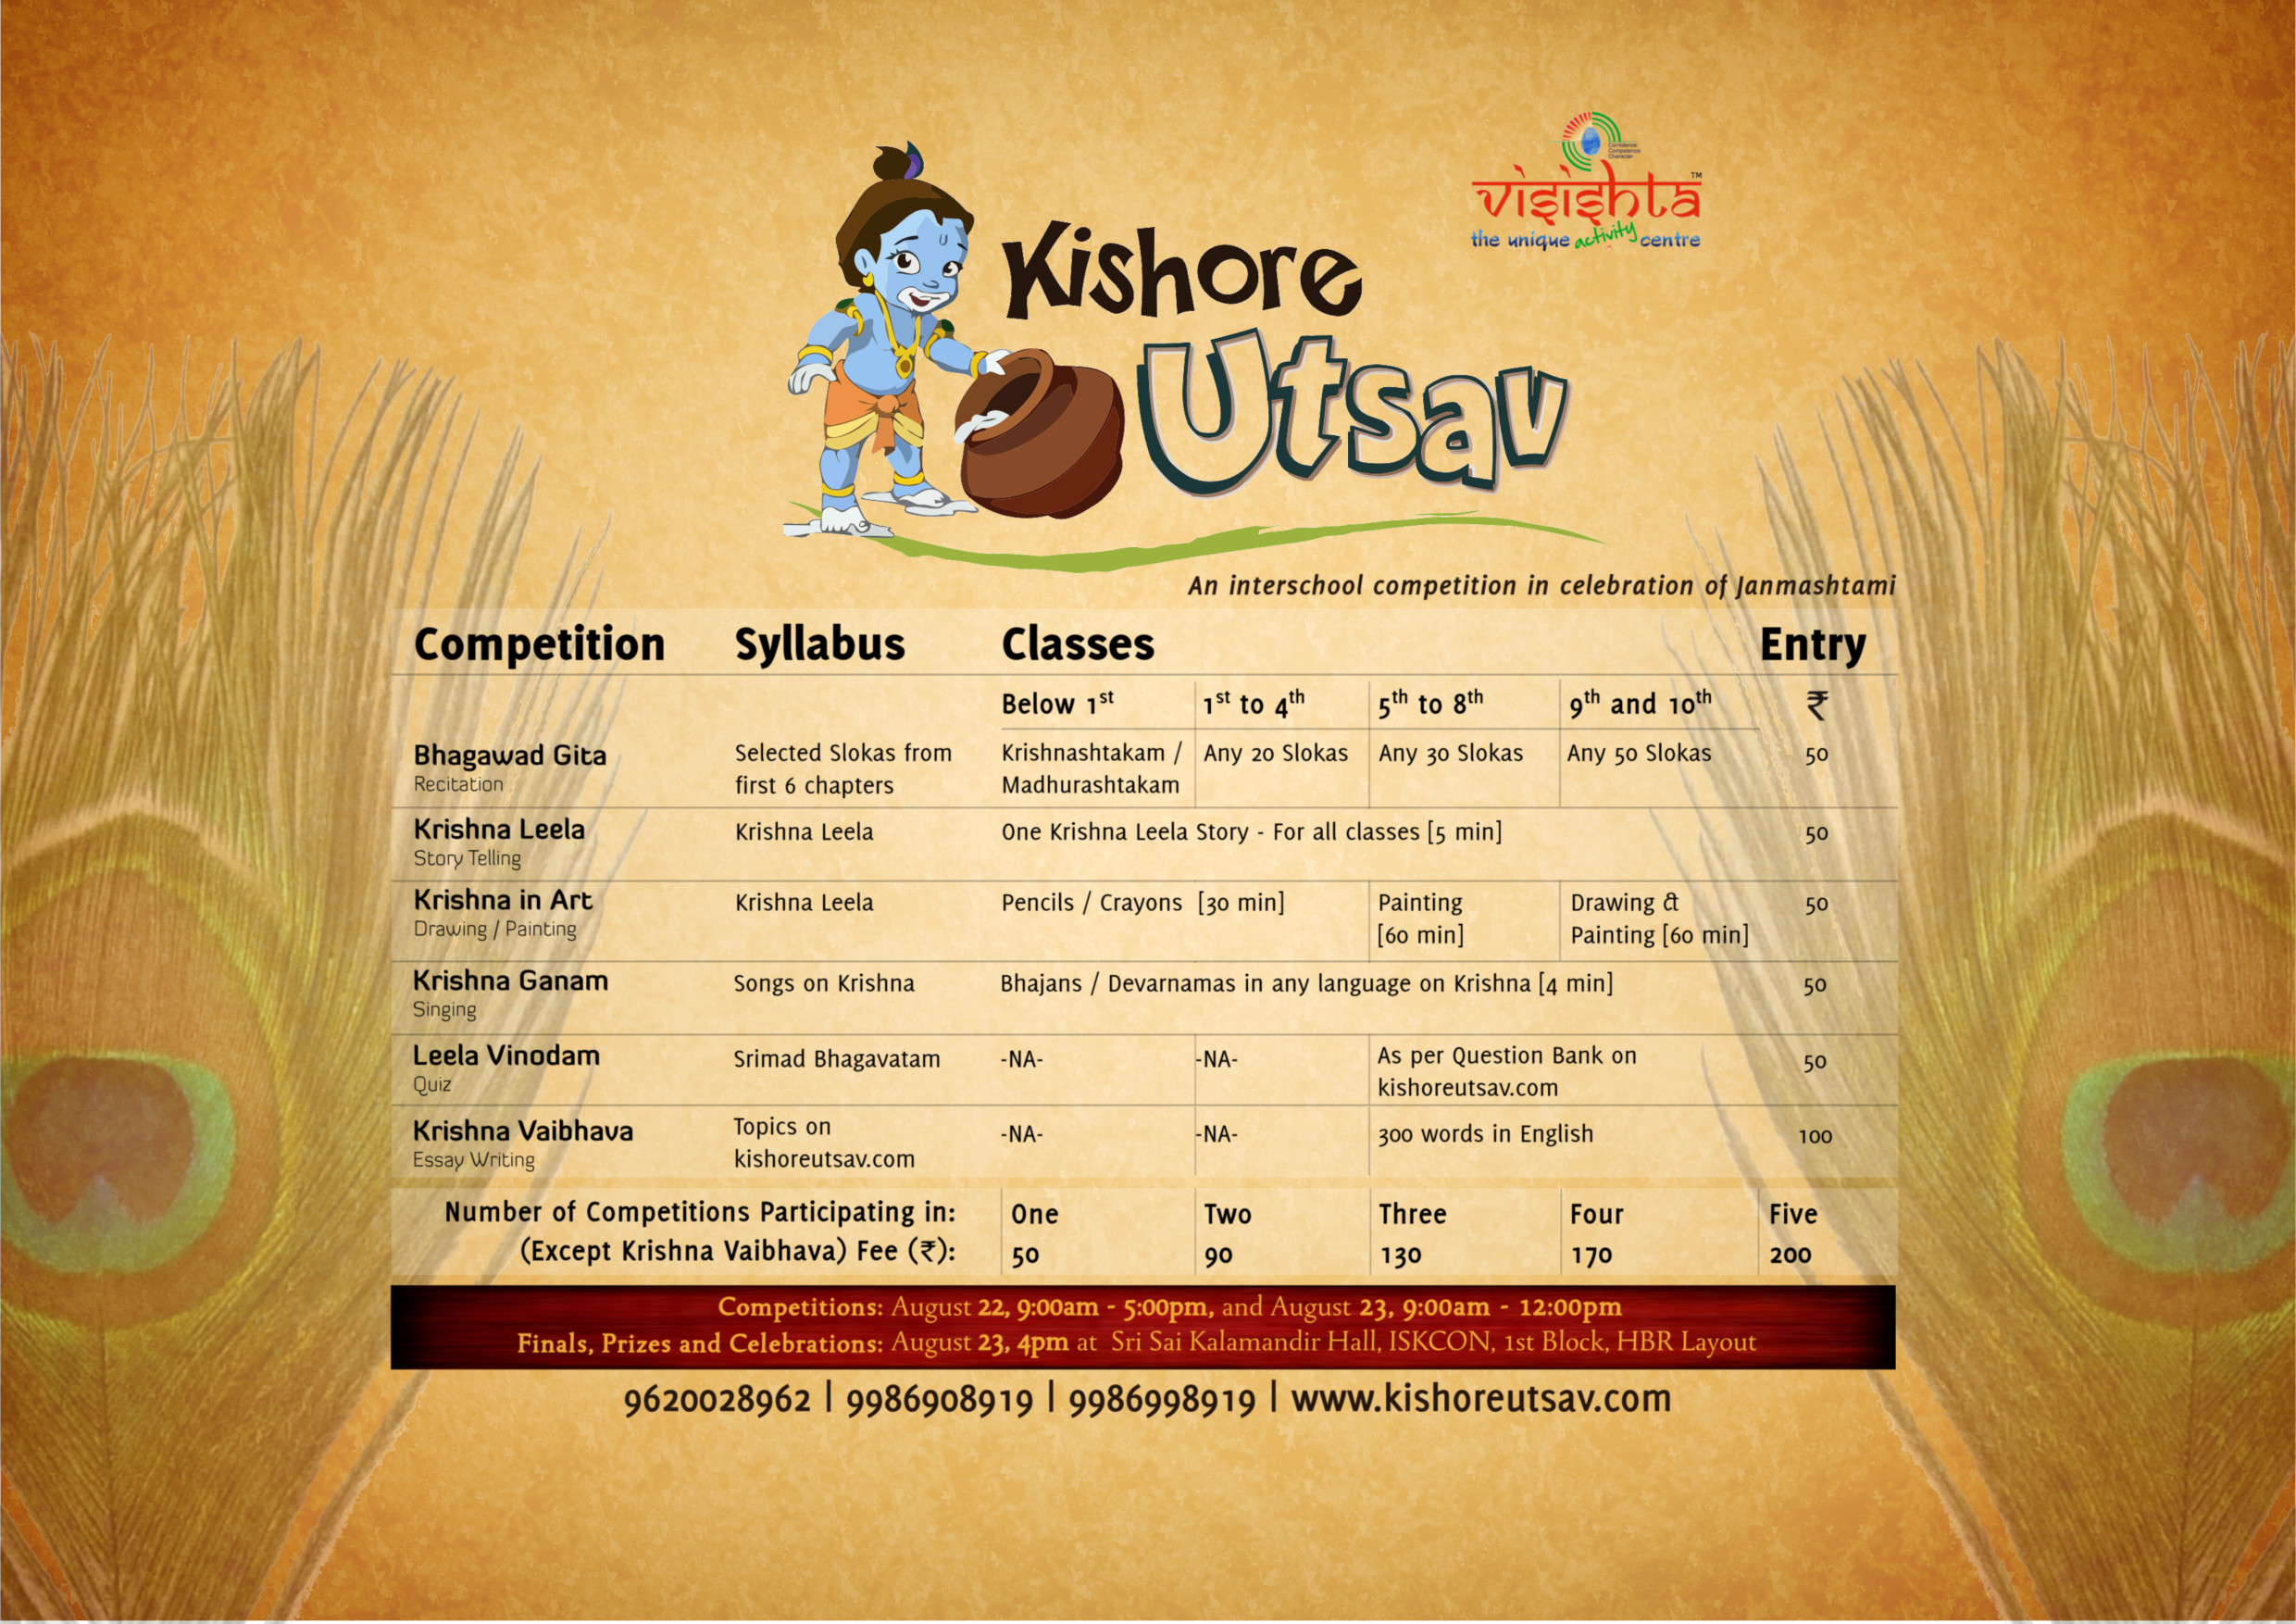 Confidence
Competence
Character
visishta™
the unique activity centre
Kishore
Utsav
An interschool competition in celebration of Janmashtami
Competition Syllabus Classes Entry
Below 1st 1st to 4th 5th to 8th 9th and 10th ₹
Bhagawad Gita Selected Slokas from Krishnashtakam / Any 20 Slokas Any 30 Slokas Any 50 Slokas 50
Recitation first 6 chapters Madhurashtakam
Krishna Leela Krishna Leela One Krishna Leela Story - For all classes [5 min] 50
Story Telling
Krishna in Art Krishna Leela Pencils / Crayons [30 min] Painting Drawing & 50
Drawing / Painting [60 min] Painting [60 min]
Krishna Ganam Songs on Krishna Bhajans / Devarnamas in any language on Krishna [4 min] 50
Singing
Leela Vinodam Srimad Bhagavatam -NA- -NA- As per Question Bank on 50
Quiz kishoreutsav.com
Krishna Vaibhava Topics on -NA- -NA- 300 words in English 100
Essay Writing kishoreutsav.com
Number of Competitions Participating in: One Two Three Four Five
(Except Krishna Vaibhava) Fee (₹): 50 90 130 170 200
Competitions: August 22, 9:00am - 5:00pm, and August 23, 9:00am - 12:00pm
Finals, Prizes and Celebrations: August 23, 4pm at Sri Sai Kalamandir Hall, ISKCON, 1st Block, HBR Layout
9620028962 | 9986908919 | 9986998919 | www.kishoreutsav.com